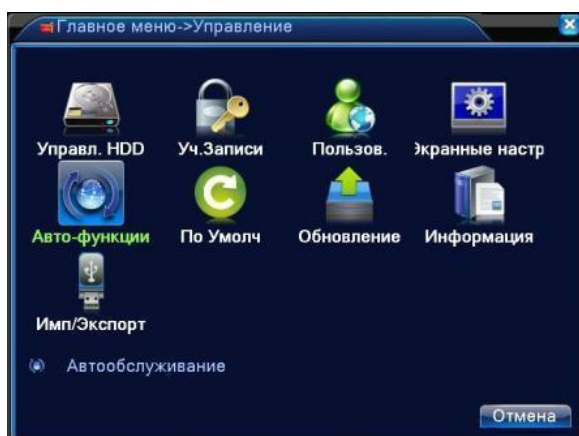 Главное меню->Управление
Управл. HDD Уч.Записи Пользов. Экранные настр
Авто-функции По Умолч Обновление Информация
Имп/Экспорт
Автообслуживание
Отмена